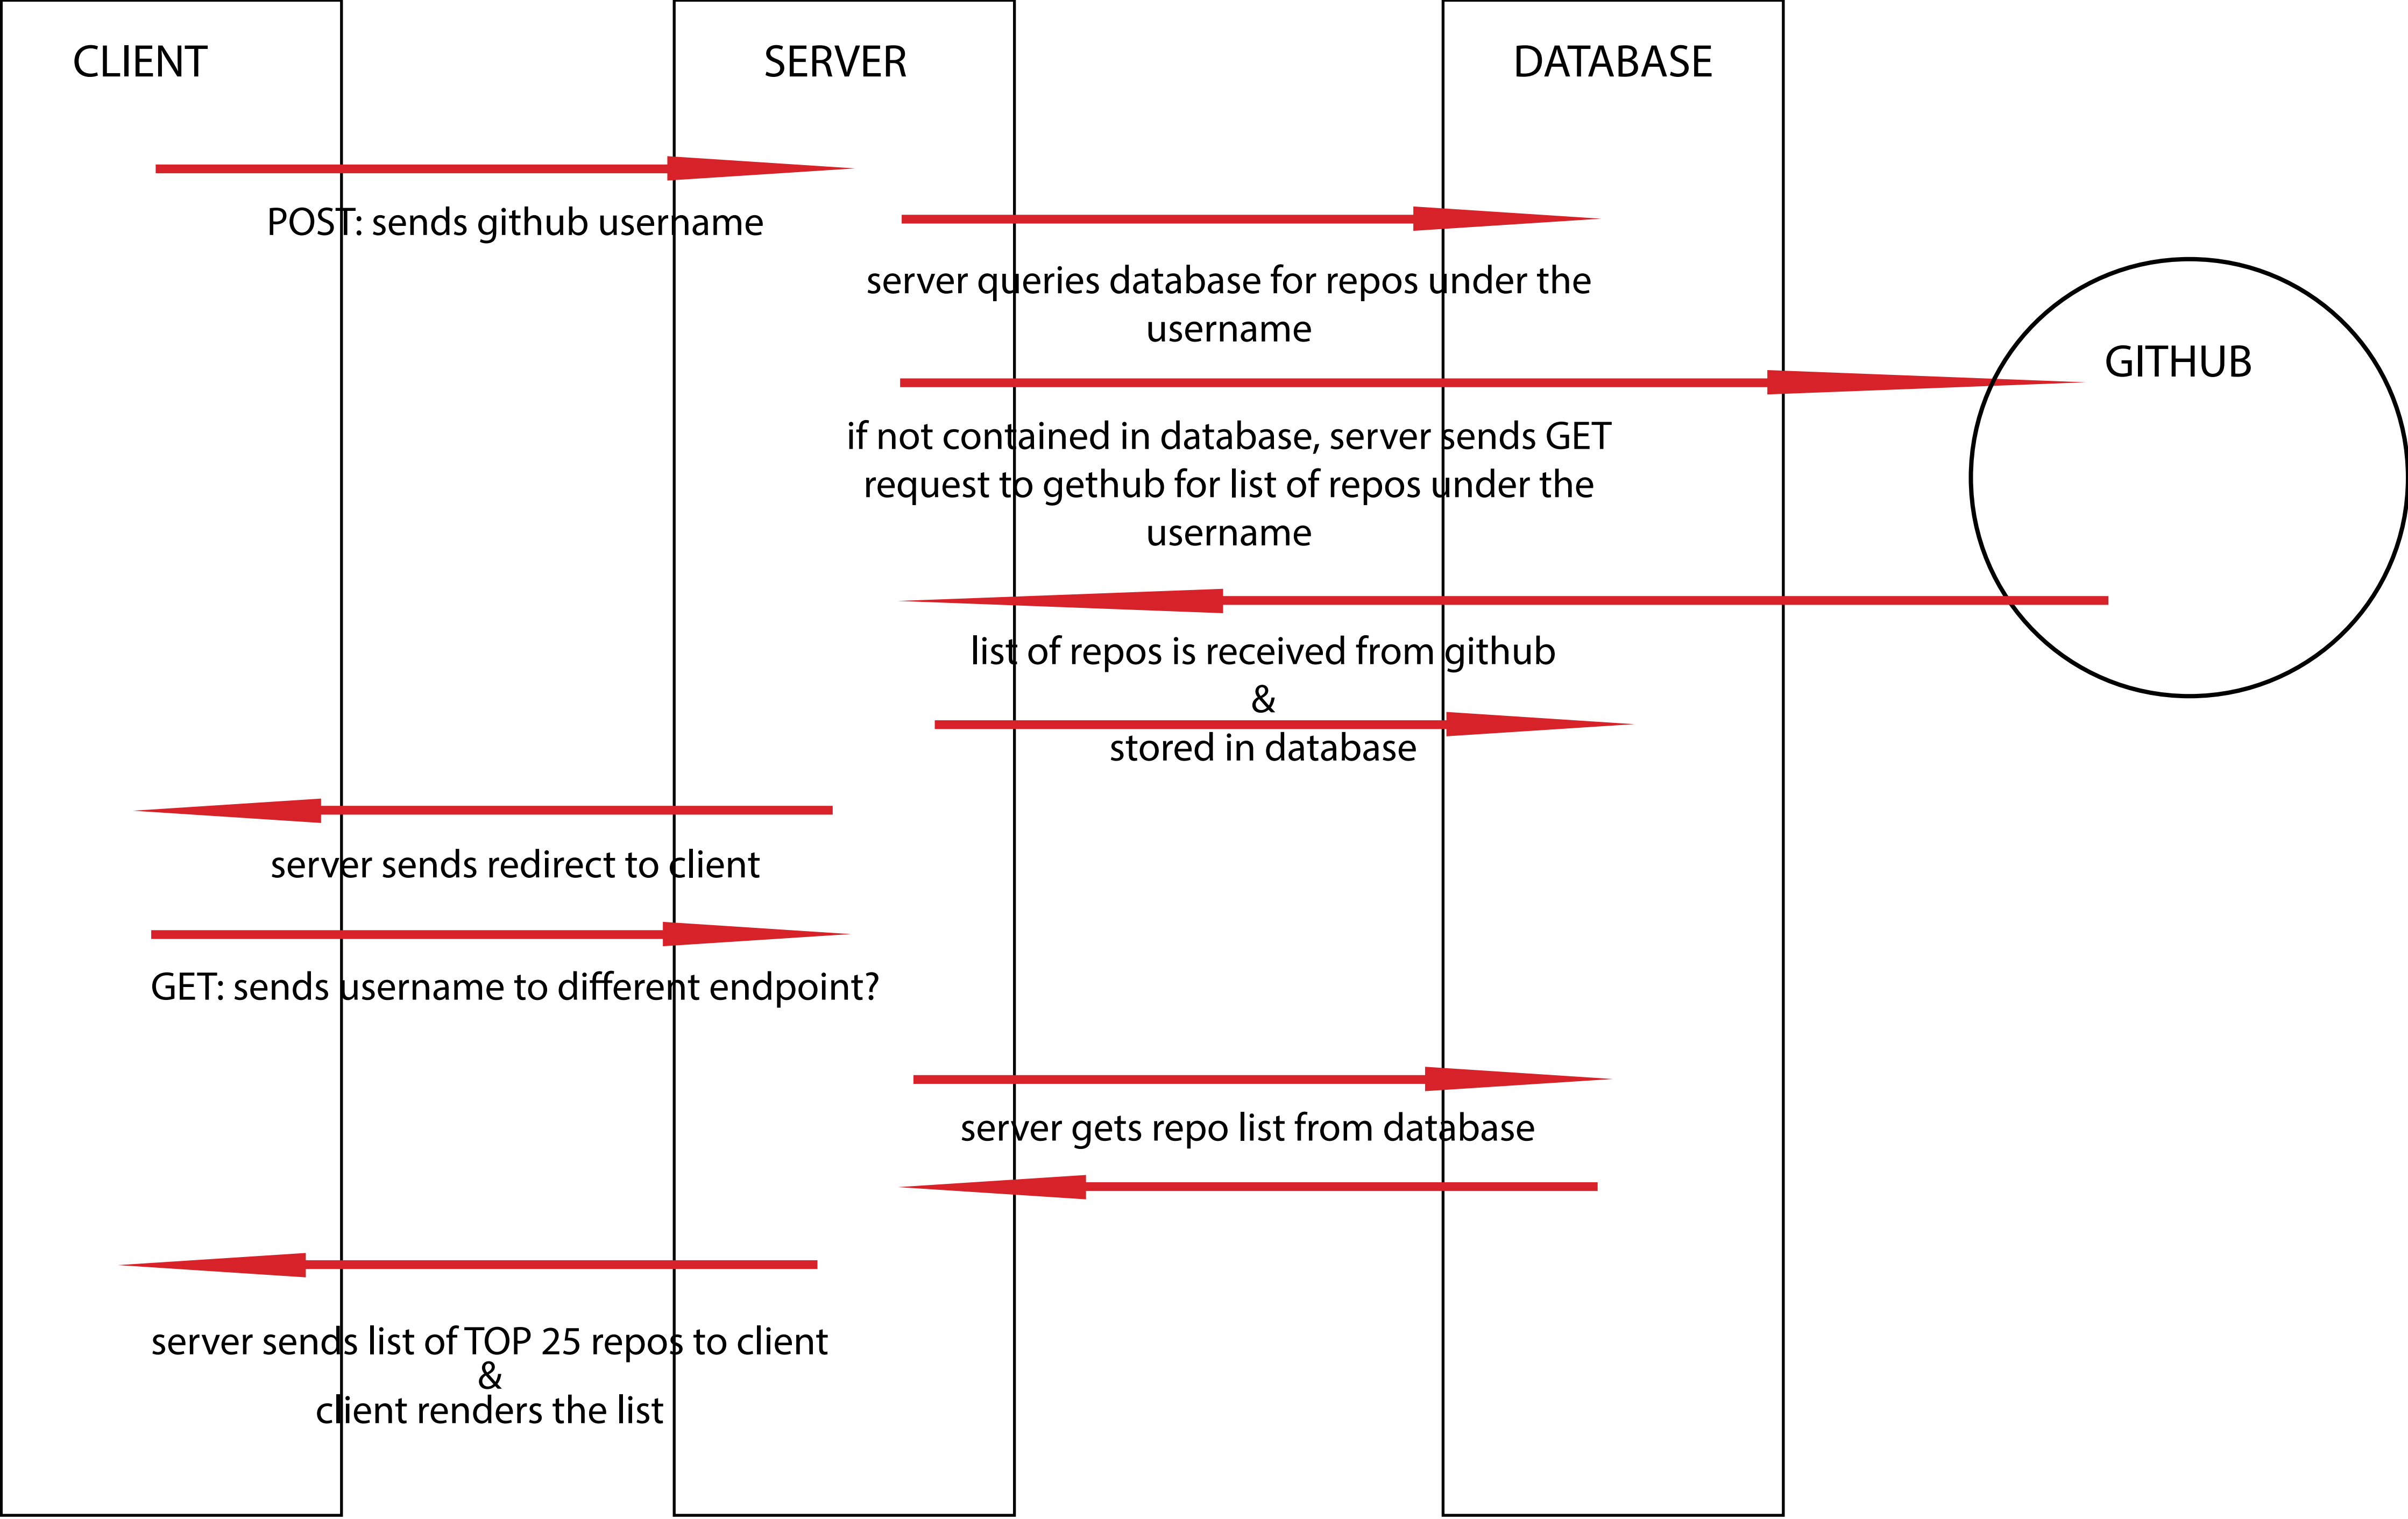 CLIENT
SERVER
DATABASE
POST: sends github username
server queries database for repos under the
username
GITHUB
if not contained in database, server sends GET
request to gethub for list of repos under the
username
list of repos is received from github
&
stored in database
server sends redirect to client
GET: sends username to different endpoint?
server gets repo list from database
server sends list of TOP 25 repos to client
&
client renders the list